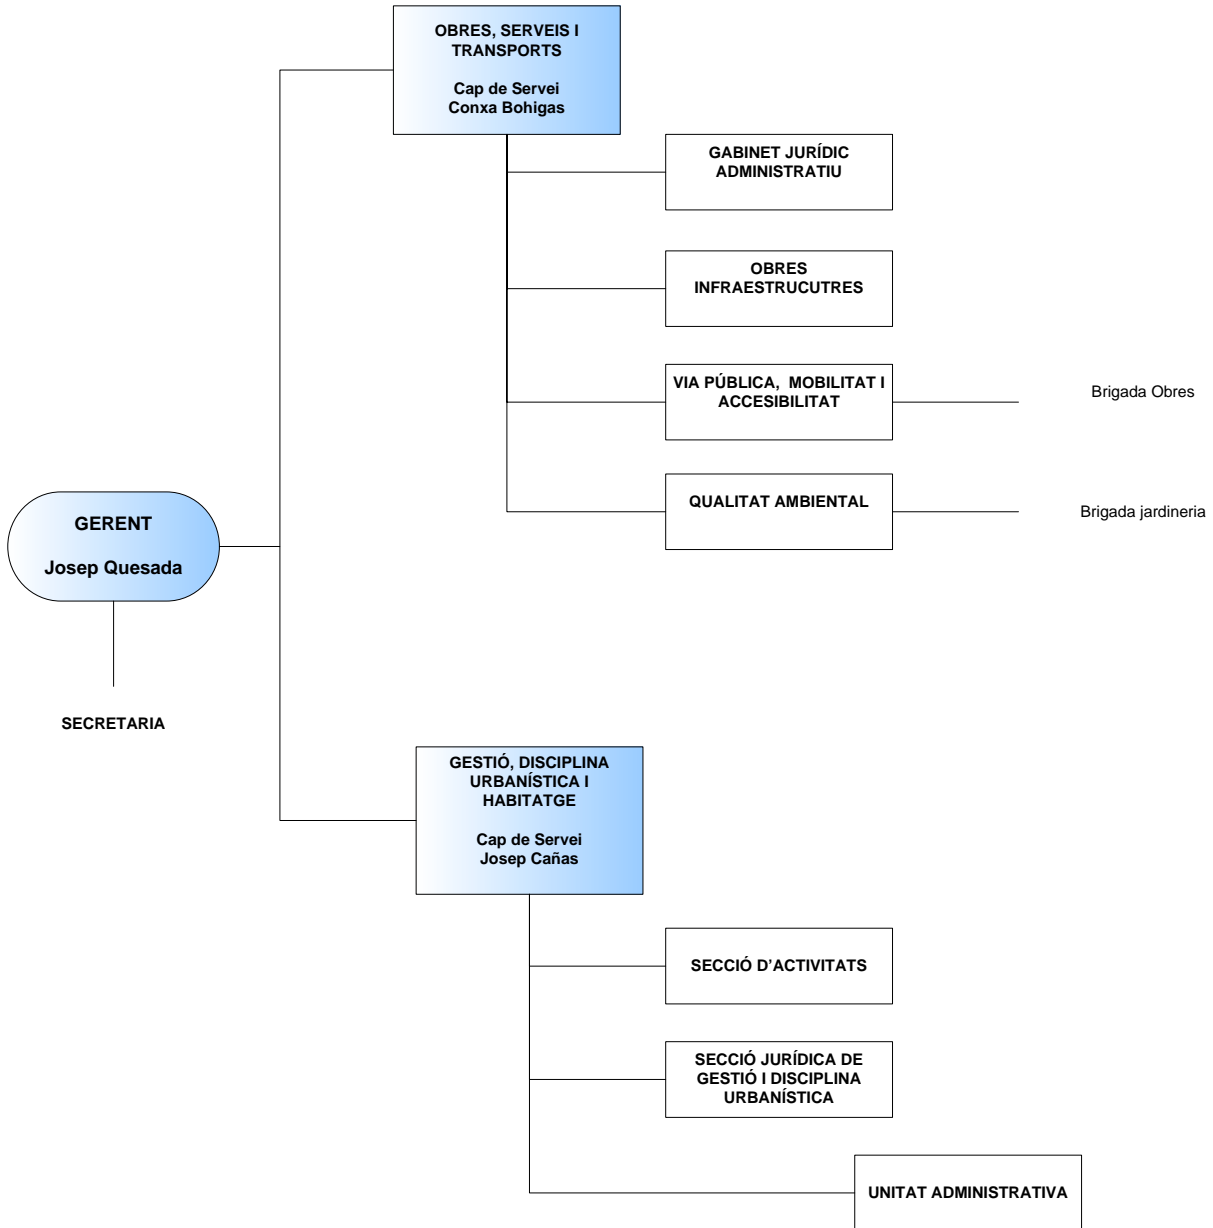 OBRES, SERVEIS I
TRANSPORTS
Cap de Servei
Conxa Bohigas
GABINET JURÍDIC
ADMINISTRATIU
OBRES
INFRAESTRUCUTRES
VIA PÚBLICA, MOBILITAT I
ACCESIBILITAT
Brigada Obres
QUALITAT AMBIENTAL
Brigada jardineria
GERENT
Josep Quesada
SECRETARIA
GESTIÓ, DISCIPLINA
URBANÍSTICA I
HABITATGE
Cap de Servei
Josep Cañas
SECCIÓ D’ACTIVITATS
SECCIÓ JURÍDICA DE
GESTIÓ I DISCIPLINA
URBANÍSTICA
UNITAT ADMINISTRATIVA